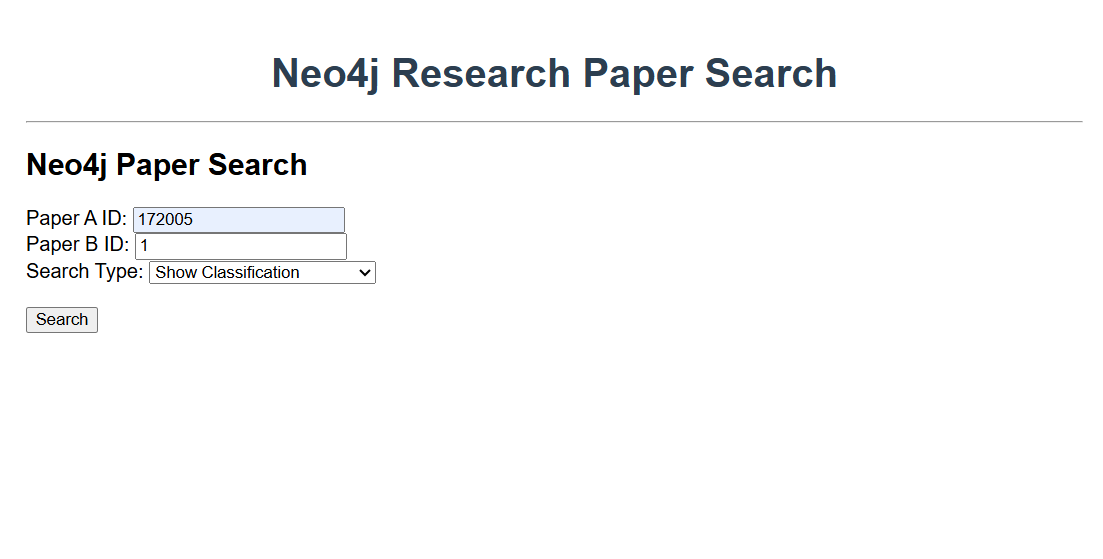 Neo4j Research Paper Search
Neo4j Paper Search
Paper A ID: 172005
Paper B ID: 1
Search Type: Show Classification
Search